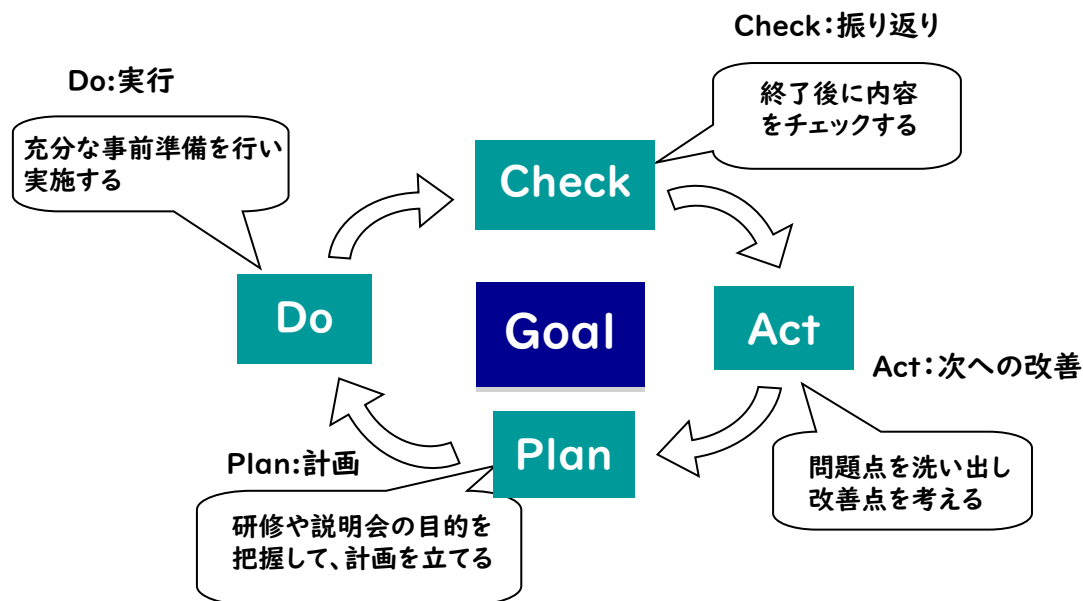 Check：振り返り
終了後に内容
をチェックする
Do:実行
充分な事前準備を行い
実施する
Check
Do
Goal
Act
Act：次への改善
問題点を洗い出し
改善点を考える
Plan
Plan:計画
研修や説明会の目的を
把握して、計画を立てる